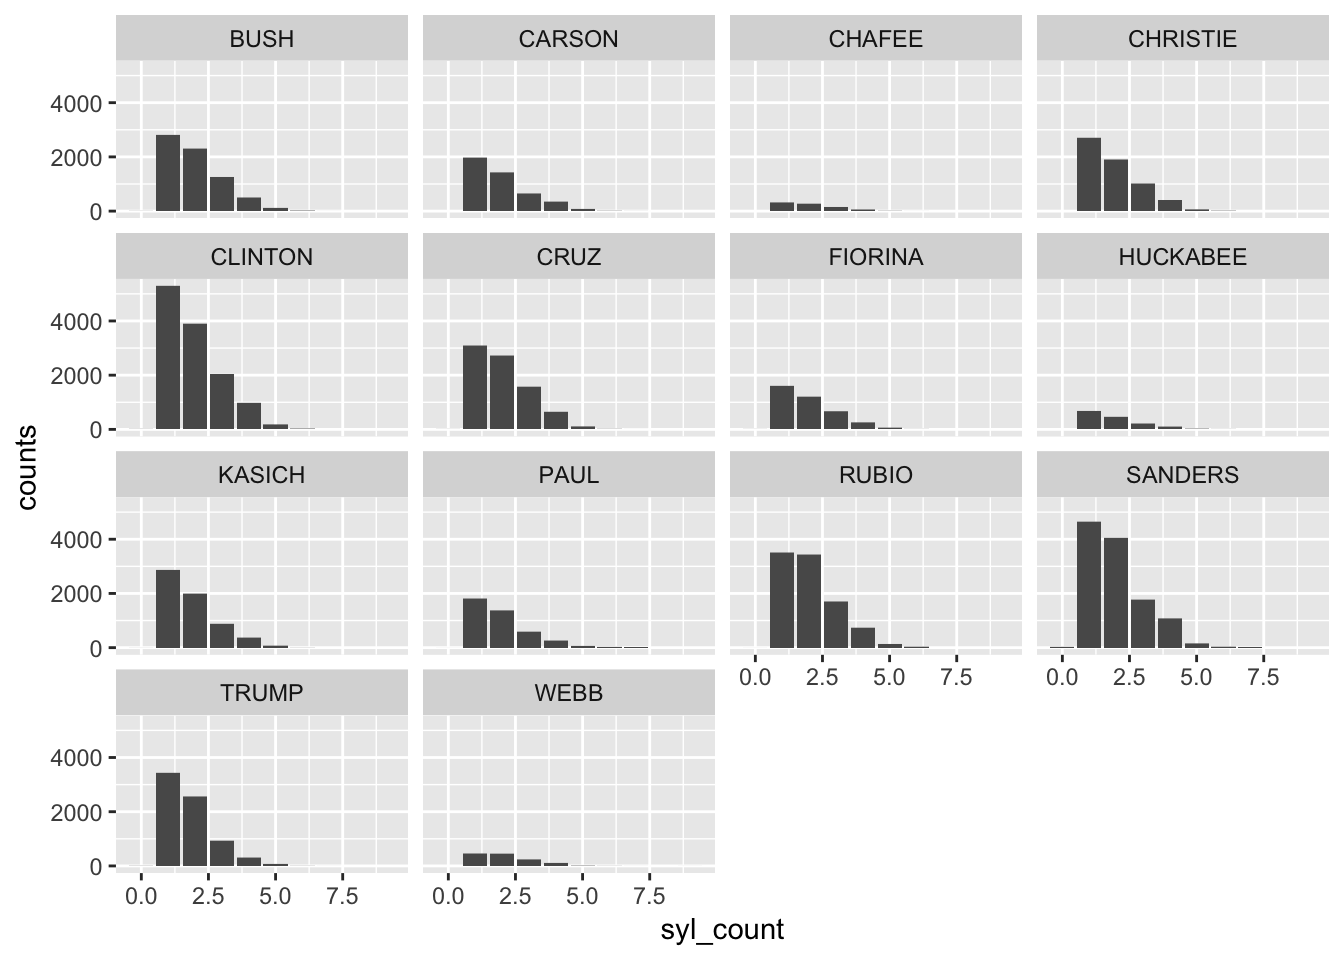 BUSH CARSON CHAFEE CHRISTIE
4000
2000
0
CLINTON CRUZ FIORINA HUCKABEE
4000
2000
0
counts
KASICH PAUL RUBIO SANDERS
4000
2000
0
0.0 2.5 5.0 7.5 0.0 2.5 5.0 7.5
TRUMP WEBB
4000
2000
0
0.0 2.5 5.0 7.5 0.0 2.5 5.0 7.5
syl_count